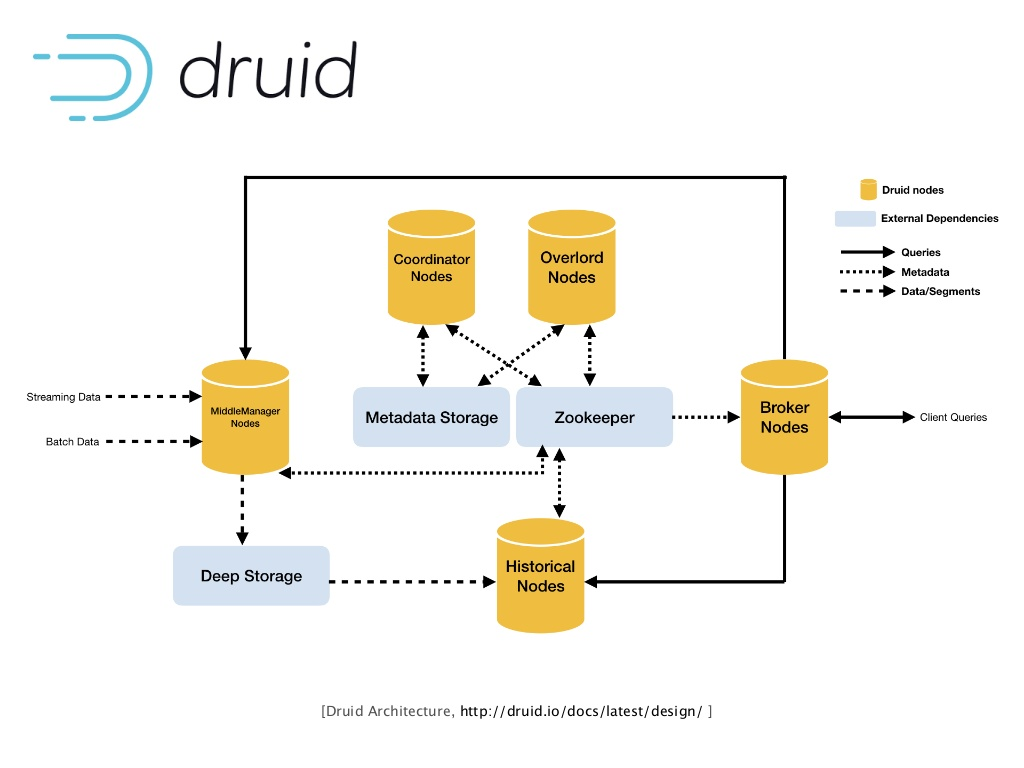 druid
Druid nodes
External Dependencies
Queries
Metadata
Data/Segments
Coordinator
Nodes
Overlord
Nodes
Streaming Data
Batch Data
MiddleManager
Nodes
Metadata Storage
Zookeeper
Broker
Nodes
Client Queries
Deep Storage
Historical
Nodes
[Druid Architecture, http://druid.io/docs/latest/design/ ]